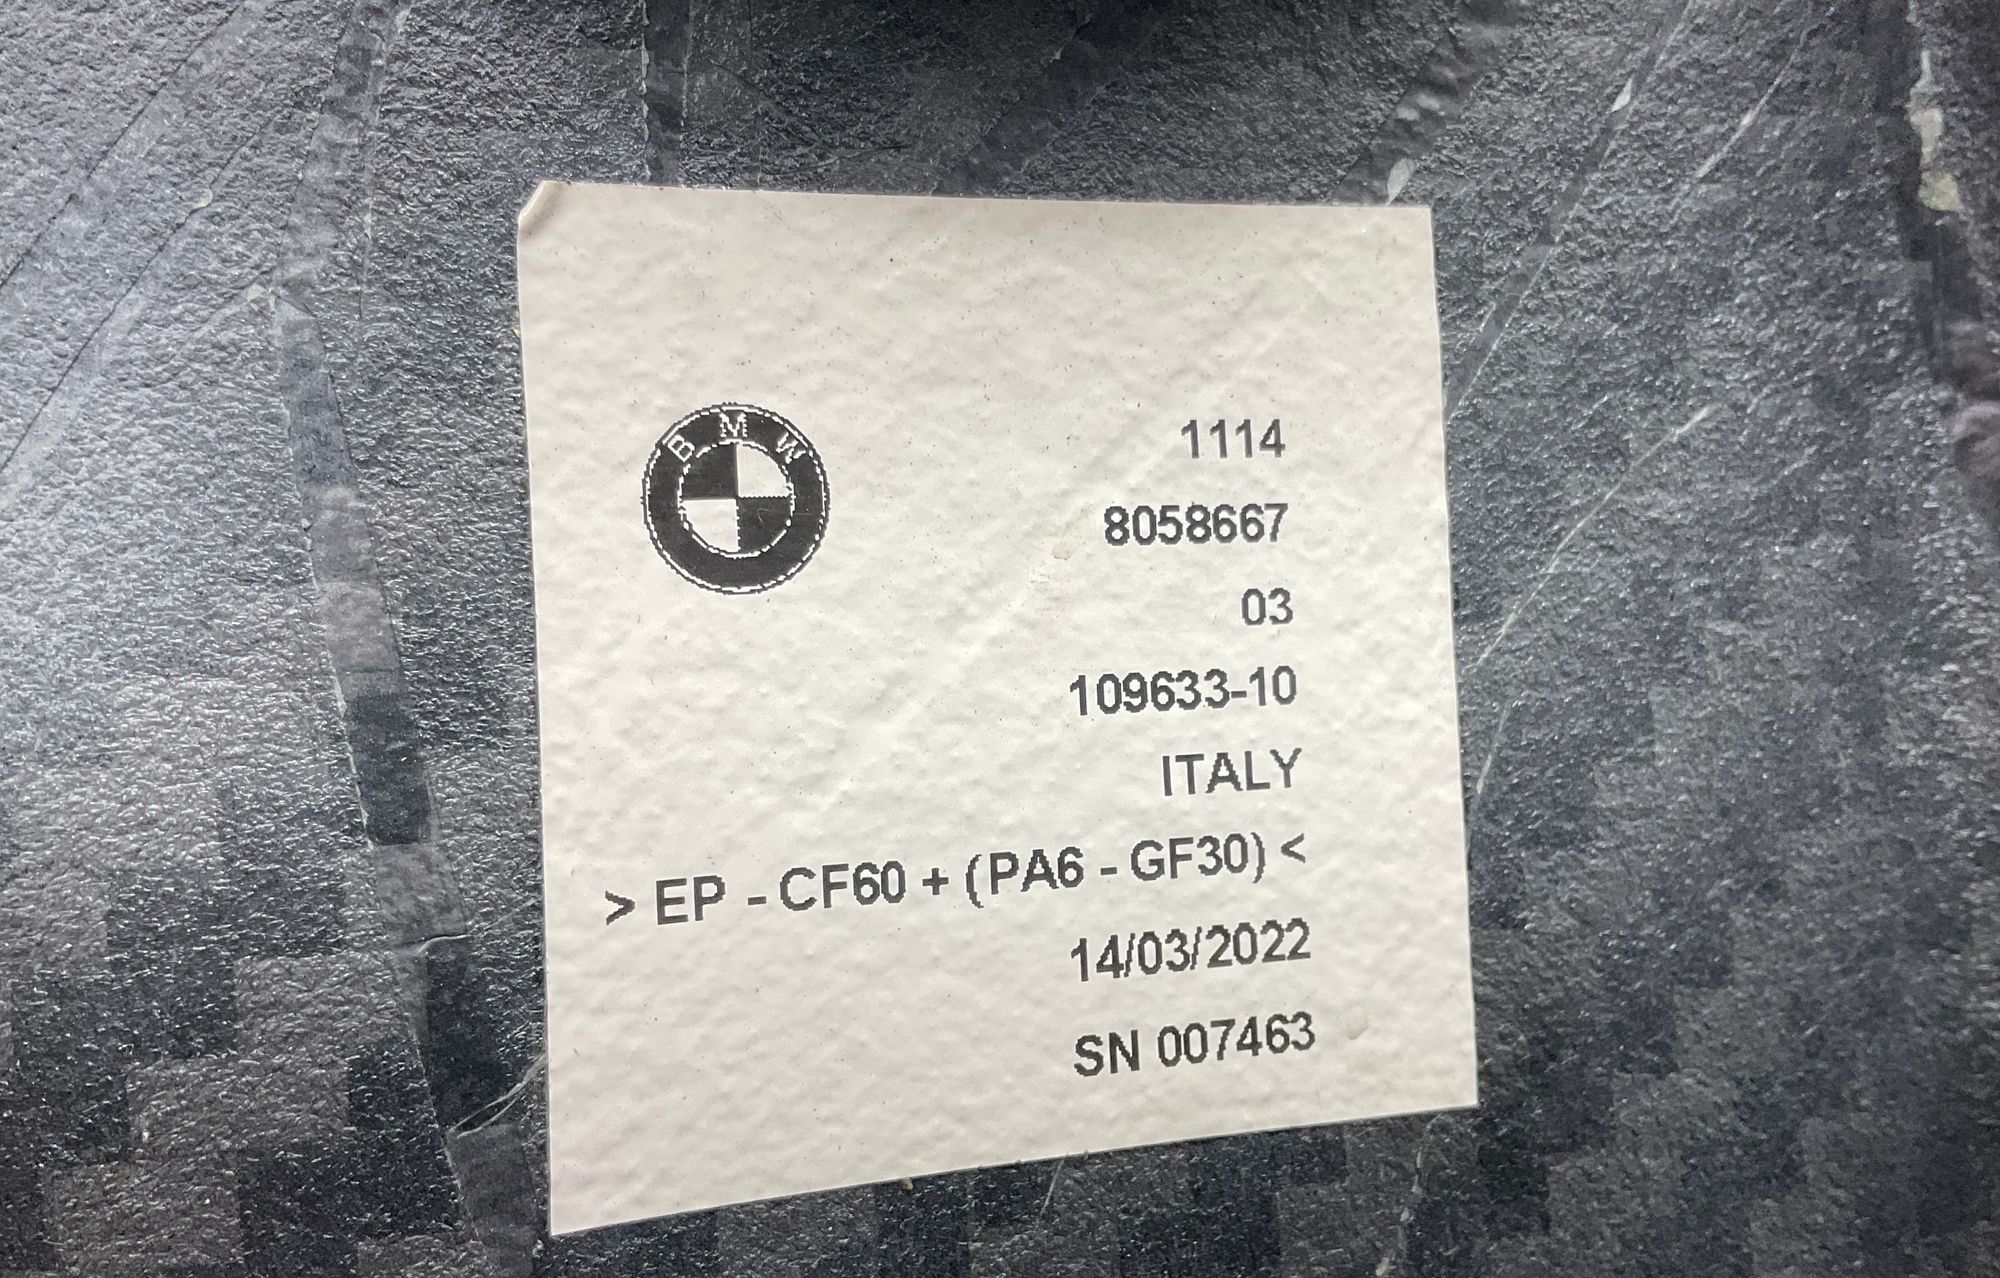 BMW
1114
8058667
03
109633-10
ITALY
> EP - CF60 + (PA6 - GF30) <
14/03/2022
SN 007463